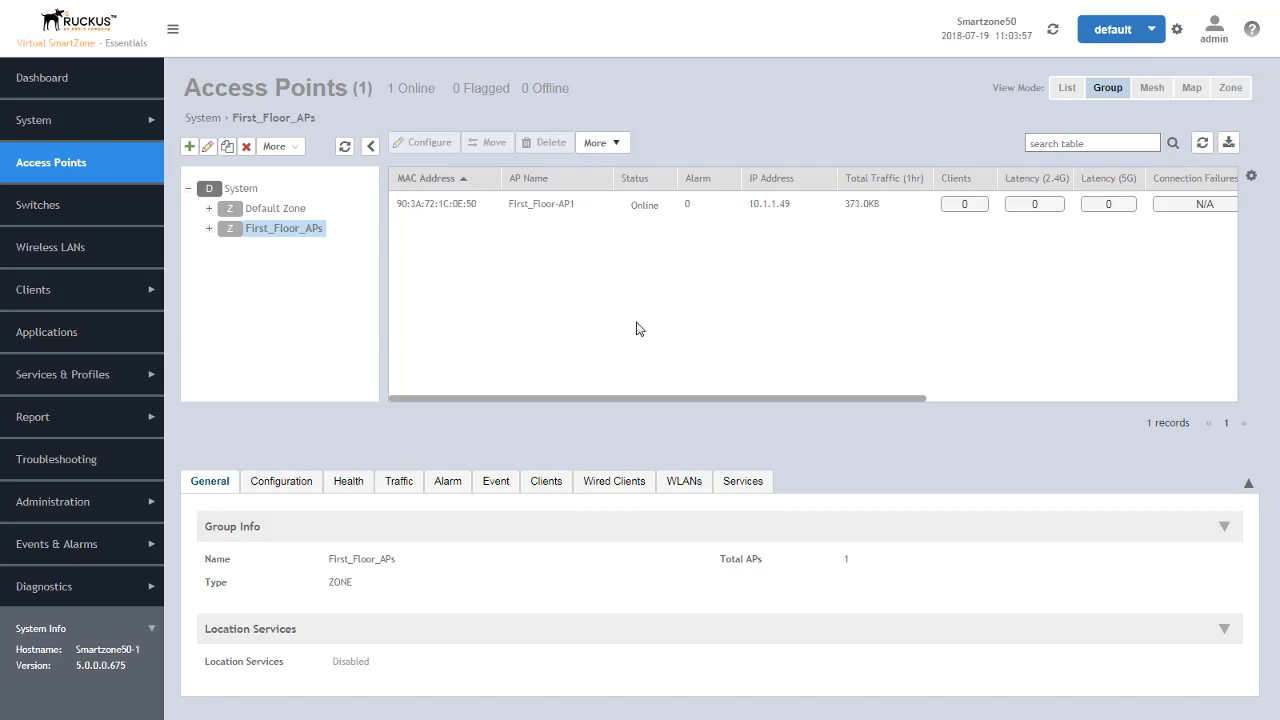 RUCKUS™
an ARRIS company
Virtual SmartZone - Essentials
Smartzone50
2018-07-19 11:03:57
default
admin
Dashboard
System
Access Points
Switches
Wireless LANs
Clients
Applications
Services & Profiles
Report
Troubleshooting
Administration
Events & Alarms
Diagnostics
System Info
Hostname: Smartzone50-1
Version: 5.0.0.0.675
Access Points (1) 1 Online 0 Flagged 0 Offline
View Mode: List Group Mesh Map Zone
System › First_Floor_APs
More
Configure Move Delete More
search table
D System
Z Default Zone
Z First_Floor_APs
MAC Address AP Name Status Alarm IP Address Total Traffic (1hr) Clients Latency (2.4G) Latency (5G) Connection Failures
90:3A:72:1C:0E:50 First_Floor-AP1 Online 0 10.1.1.49 373.0KB 0 0 0 N/A
1 records « 1 »
General Configuration Health Traffic Alarm Event Clients Wired Clients WLANs Services
Group Info
Name First_Floor_APs Total APs 1
Type ZONE
Location Services
Location Services Disabled